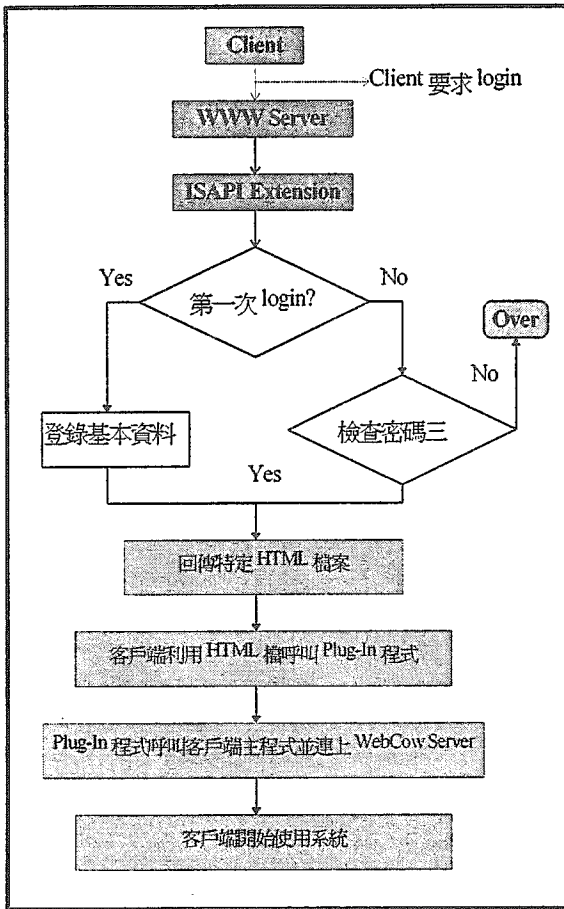 Client
Client 要求 login
WWW Server
ISAPI Extension
Yes
No
第一次 login?
Over
No
登錄基本資料
檢查密碼三
Yes
回傳特定 HTML 檔案
客戶端利用 HTML 檔呼叫 Plug-In 程式
Plug-In 程式呼叫客戶端主程式並連上 WebCow Server
客戶端開始使用系統